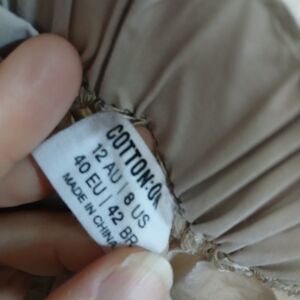 COTTON:ON
12 AU | 8 US
40 EU | 42 BR
MADE IN CHINA